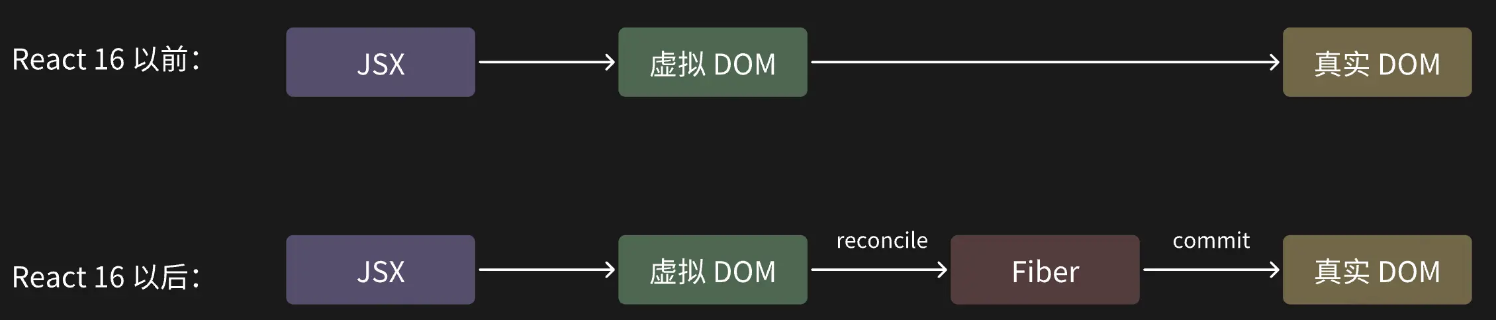 React 16 以前：
JSX
虚拟 DOM
真实 DOM
React 16 以后：
JSX
虚拟 DOM
reconcile
Fiber
commit
真实 DOM